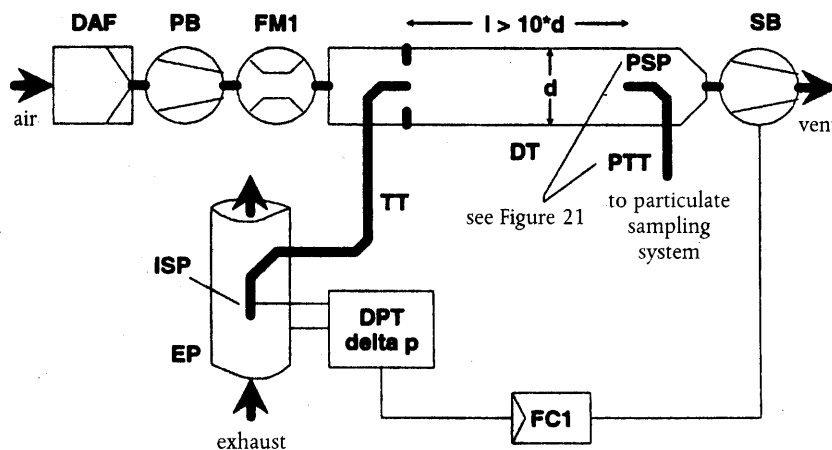 DAF
PB
FM1
l > 10*d
SB
air
d
PSP
vent
DT
PTT
TT
see Figure 21
to particulate
sampling
system
ISP
DPT
delta p
EP
FC1
exhaust